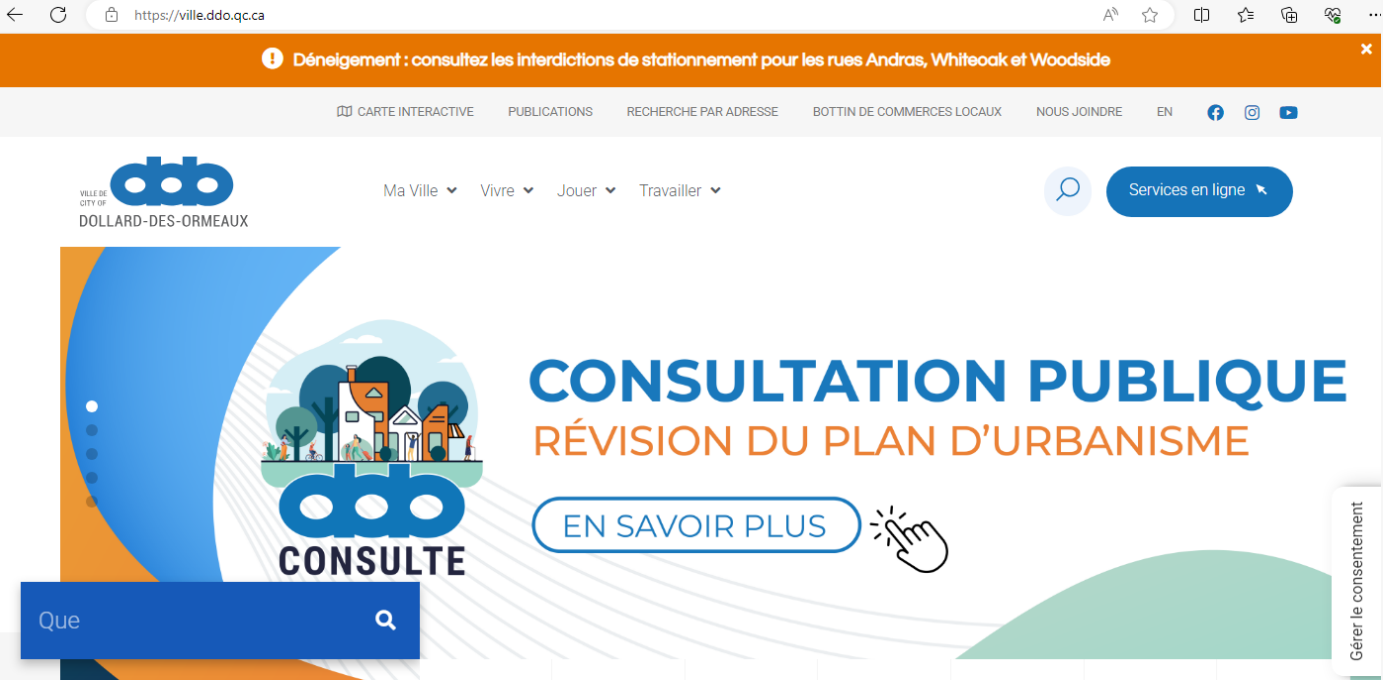 https://ville.ddo.qc.ca
Déneigement : consultez les interdictions de stationnement pour les rues Andras, Whiteoak et Woodside
CARTE INTERACTIVE PUBLICATIONS RECHERCHE PAR ADRESSE BOTTIN DE COMMERCES LOCAUX NOUS JOINDRE EN
VILLE DE
CITY OF
ddo
DOLLARD-DES-ORMEAUX
Ma Ville Vivre Jouer Travailler
Services en ligne
CONSULTATION PUBLIQUE
RÉVISION DU PLAN D’URBANISME
EN SAVOIR PLUS
ddo
CONSULTE
Que
Gérer le consentement